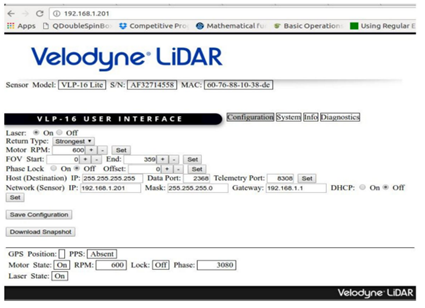 192.168.1.201
Apps QDoubleSpinBo Competitive Pro Mathematical fu Basic Operation Using Regular E
Velodyne LiDAR
Sensor Model: VLP-16 Lite S/N: AF32714558 MAC: 60-76-88-10-38-de
VLP-16 USER INTERFACE Configuration System Info Diagnostics
Laser: On Off
Return Type: Strongest
Motor RPM: 600 + - Set
FOV Start: 0 + - End: 359 + - Set
Phase Lock On Off Offset: 0 + - Set
Host (Destination) IP: 255.255.255.255 Data Port: 2368 Telemetry Port: 8308 Set
Network (Sensor) IP: 192.168.1.201 Mask: 255.255.255.0 Gateway: 192.168.1.1 DHCP: On Off
Set
Save Configuration
Download Snapshot
GPS Position: PPS: Absent
Motor State: On RPM: 600 Lock: Off Phase: 3080
Laser State: On
Velodyne LiDAR